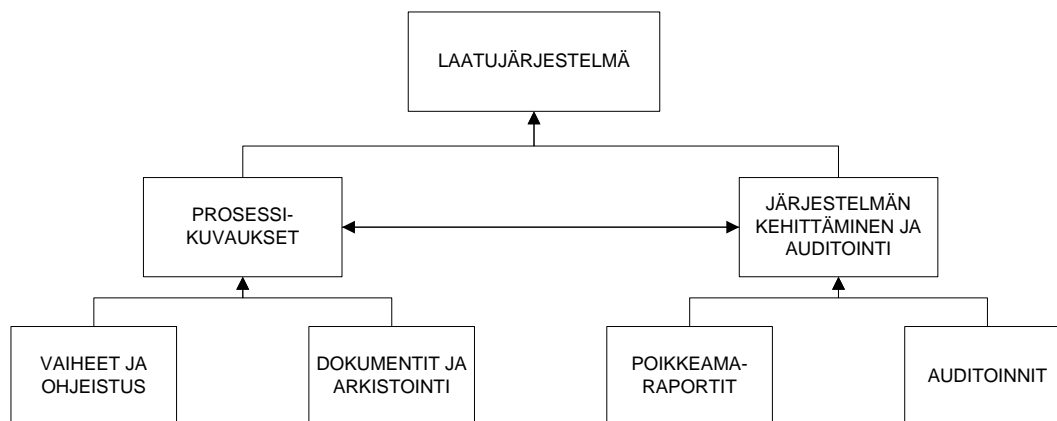 LAATUJÄRJESTELMÄ
PROSESSI-
KUVAUKSET
JÄRJESTELMÄN
KEHITTÄMINEN JA
AUDITOINTI
VAIHEET JA
OHJEISTUS
DOKUMENTIT JA
ARKISTOINTI
POIKKEAMA-
RAPORTIT
AUDITOINNIT